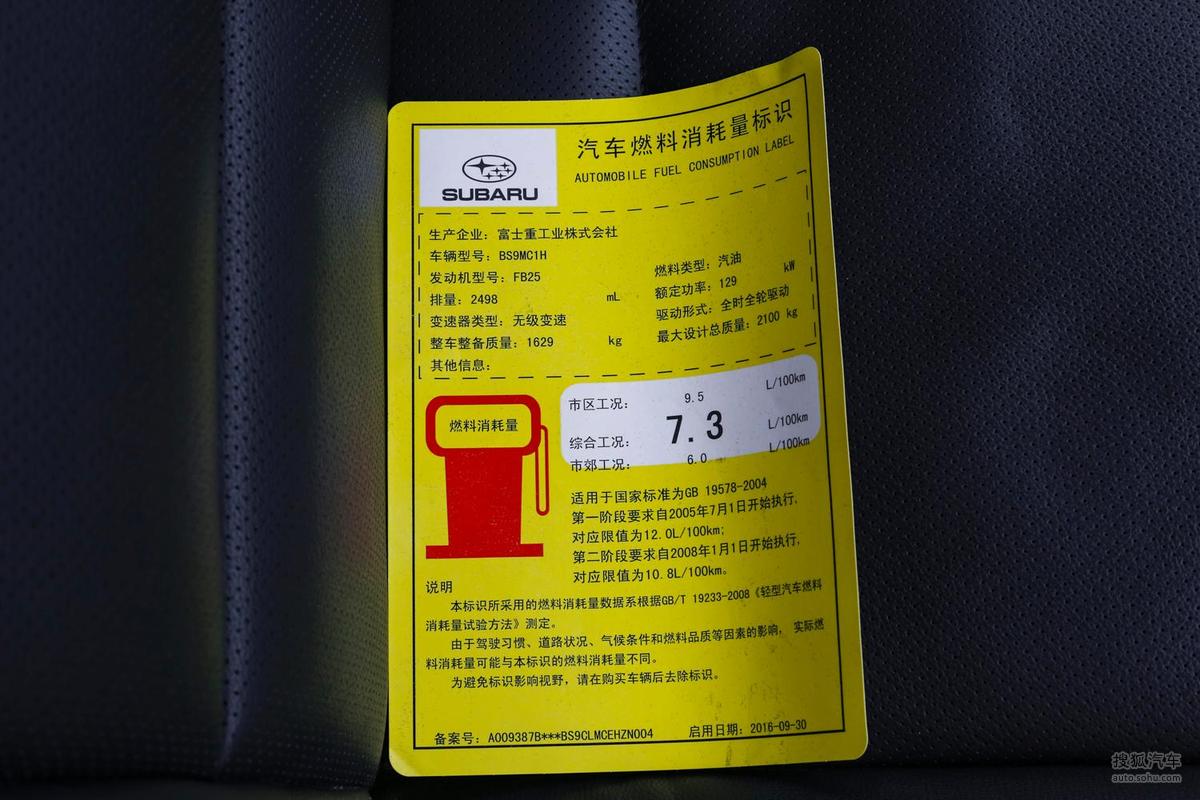 汽车燃料消耗量标识
AUTOMOBILE FUEL CONSUMPTION LABEL
SUBARU
生产企业：富士重工业株式会社
车辆型号：BS9MC1H
发动机型号：FB25
排量：2498 mL
变速器类型：无级变速
整车整备质量：1629 kg
其他信息：
燃料类型：汽油
额定功率：129 kW
驱动形式：全时全轮驱动
最大设计总质量：2100 kg
燃料消耗量
市区工况： 9.5 L/100km
综合工况： 7.3 L/100km
市郊工况： 6.0 L/100km
适用于国家标准为GB 19578-2004
第一阶段要求自2005年7月1日开始执行，
对应限值为12.0L/100km；
第二阶段要求自2008年1月1日开始执行，
对应限值为10.8L/100km。
说明
本标识所采用的燃料消耗量数据系根据GB/T 19233-2008《轻型汽车燃料
消耗量试验方法》测定。
由于驾驶习惯、道路状况、气候条件和燃料品质等因素的影响， 实际燃
料消耗量可能与本标识的燃料消耗量不同。
为避免标识影响视野，请在购买车辆后去除标识。
备案号：A009387B***BS9CLMCEHZN004 启用日期：2016-09-30
搜狐汽车
auto.sohu.com